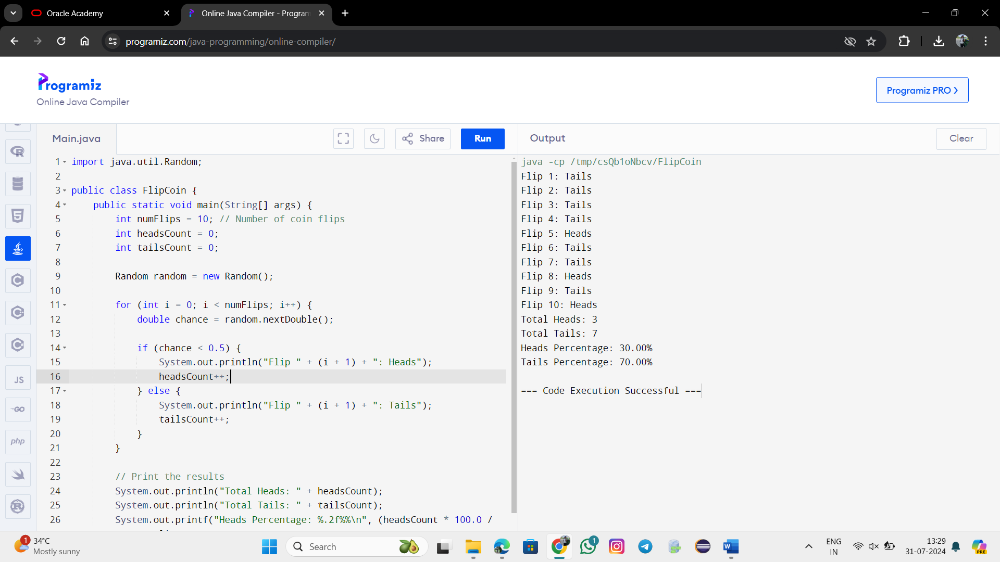 Oracle Academy
Online Java Compiler - Program
programiz.com/java-programming/online-compiler/
Programiz
Online Java Compiler
Programiz PRO
Main.java
Share
Run
Output
Clear
1 import java.util.Random;
2
3 public class FlipCoin {
4 public static void main(String[] args) {
5 int numFlips = 10; // Number of coin flips
6 int headsCount = 0;
7 int tailsCount = 0;
8
9 Random random = new Random();
10
11 for (int i = 0; i < numFlips; i++) {
12 double chance = random.nextDouble();
13
14 if (chance < 0.5) {
15 System.out.println("Flip " + (i + 1) + ": Heads");
16 headsCount++;
17 } else {
18 System.out.println("Flip " + (i + 1) + ": Tails");
19 tailsCount++;
20 }
21 }
22
23 // Print the results
24 System.out.println("Total Heads: " + headsCount);
25 System.out.println("Total Tails: " + tailsCount);
26 System.out.printf("Heads Percentage: %.2f%%\n", (headsCount * 100.0 /
java -cp /tmp/csQb1oNbcv/FlipCoin
Flip 1: Tails
Flip 2: Tails
Flip 3: Tails
Flip 4: Tails
Flip 5: Heads
Flip 6: Tails
Flip 7: Tails
Flip 8: Heads
Flip 9: Tails
Flip 10: Heads
Total Heads: 3
Total Tails: 7
Heads Percentage: 30.00%
Tails Percentage: 70.00%
=== Code Execution Successful ===
R
5
C
JS
GO
php
R
1
34°C
Mostly sunny
Search
1
W
ENG
IN
13:29
31-07-2024
PRE